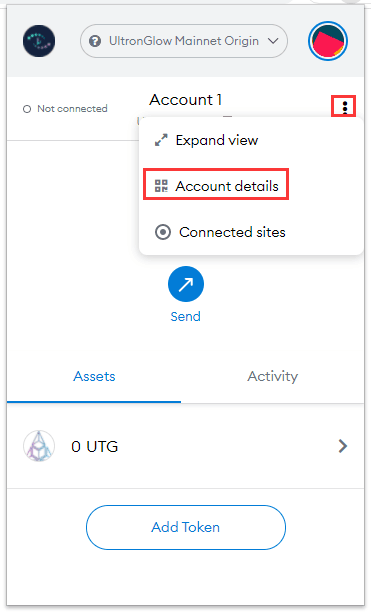 UltronGlow Mainnet Origin
Not connected
Account 1
Expand view
Account details
Connected sites
Send
Assets
Activity
0 UTG
Add Token